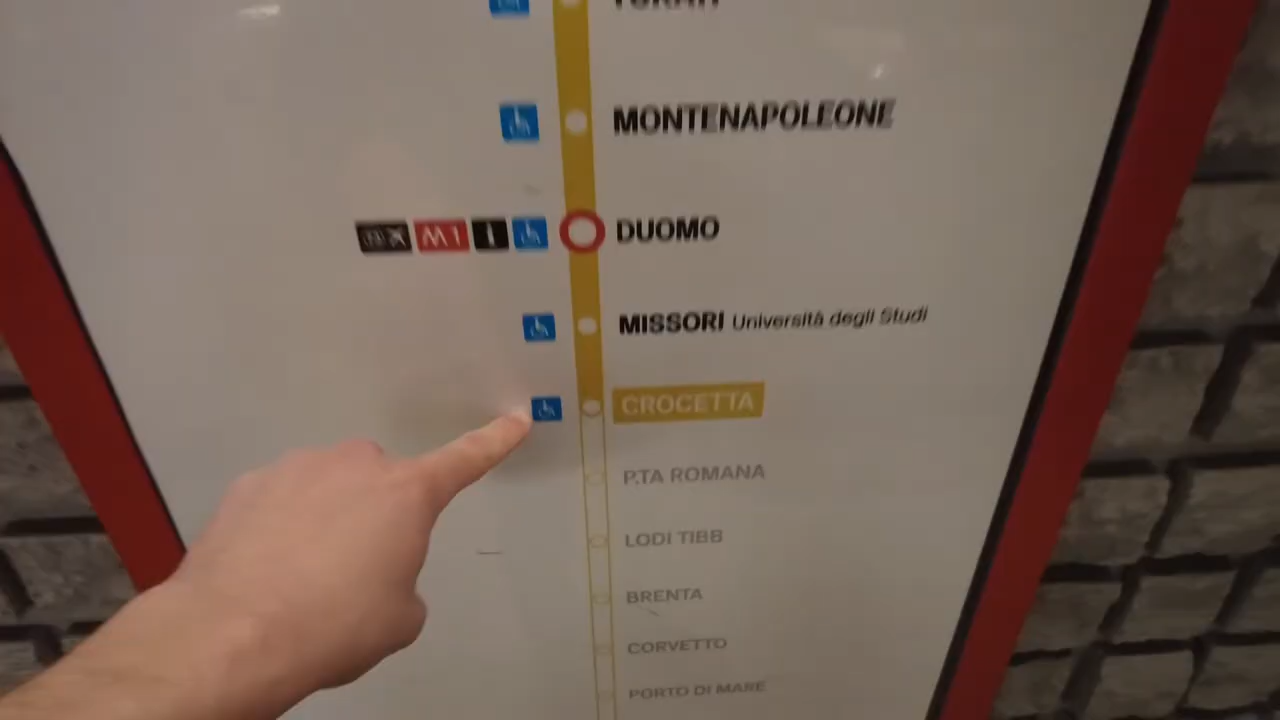 MONTENAPOLEONE
M1 i DUOMO
MISSORI Università degli Studi
CROCETTA
P.TA ROMANA
LODI TIBB
BRENTA
CORVETTO
PORTO DI MARE